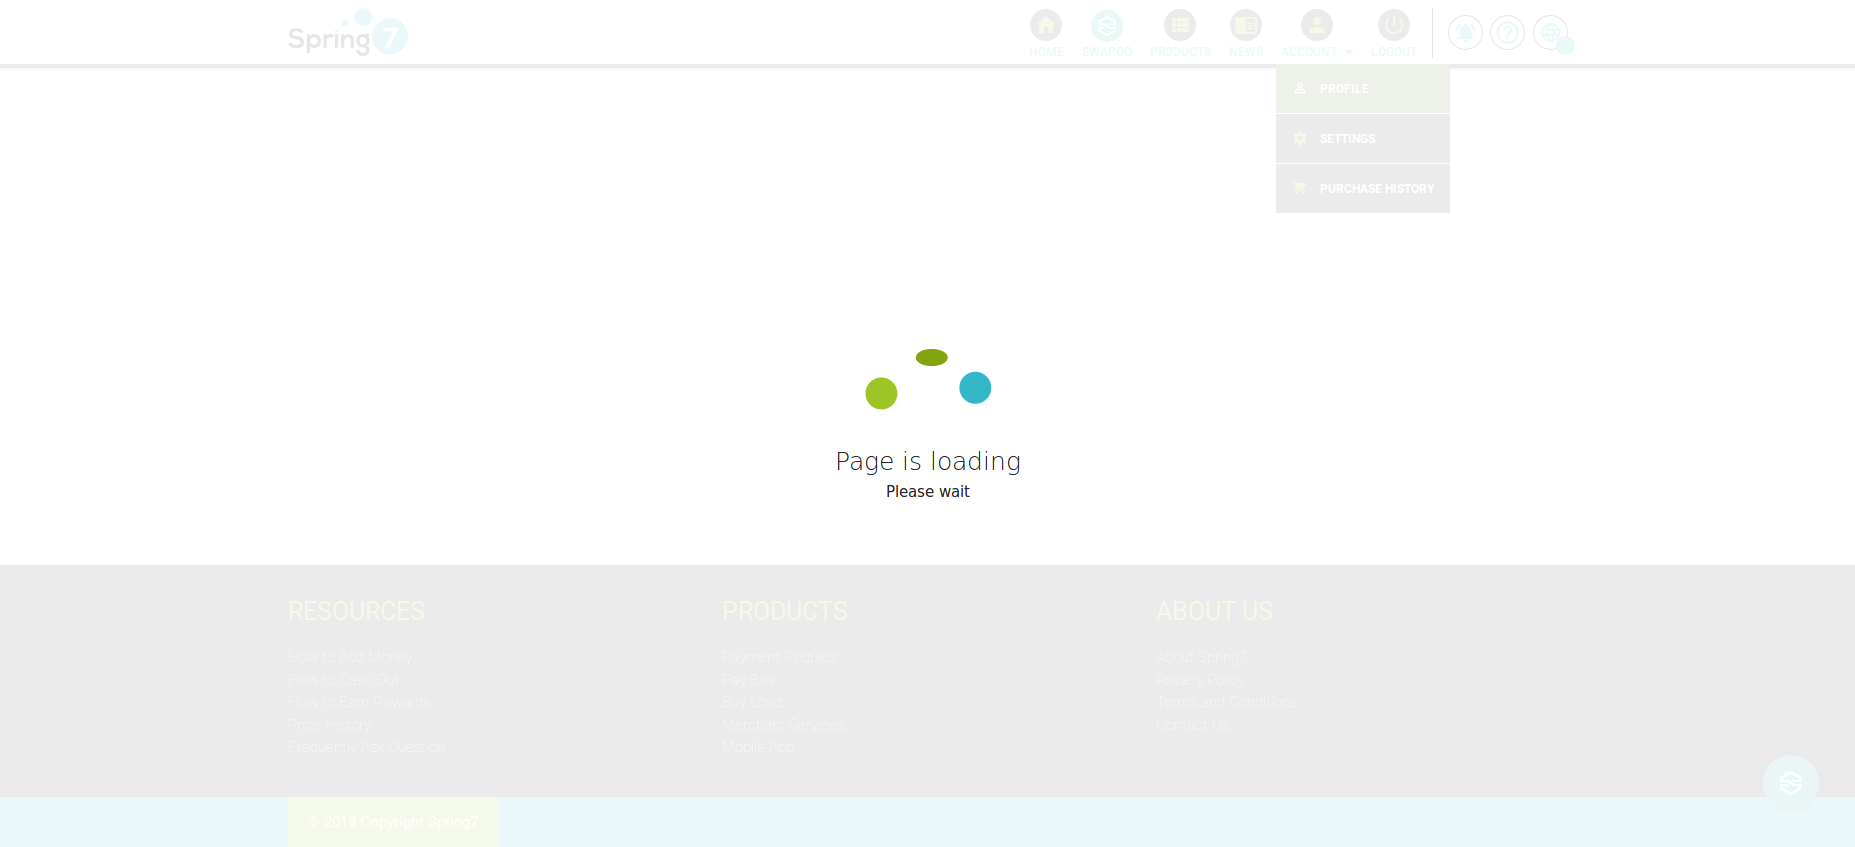 Spring 7
HOME SWAPOO PRODUCTS NEWS ACCOUNT LOGOUT
PROFILE
SETTINGS
PURCHASE HISTORY
Page is loading
Please wait
RESOURCES
How to Add Money
How to Cash Out
How to Earn Rewards
Price History
Frequently Ask Question
PRODUCTS
Payment Request
Pay Bills
Buy Load
Merchant Services
Mobile App
ABOUT US
About Spring7
Privacy Policy
Terms and Conditions
Contact Us
© 2018 Copyright Spring7